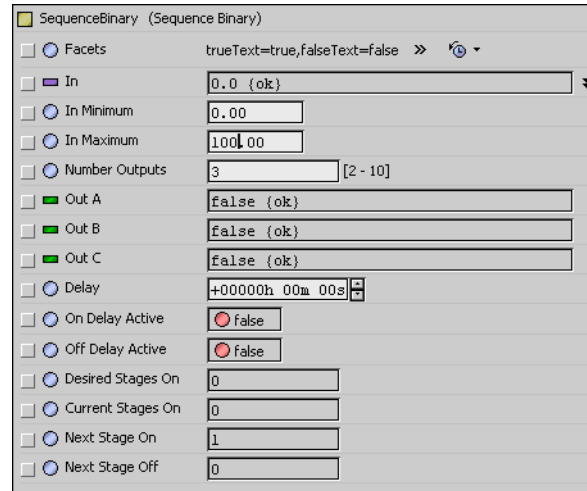 SequenceBinary (Sequence Binary)
Facets trueText=true,falseText=false »
In 0.0 {ok}
In Minimum 0.00
In Maximum 100.00
Number Outputs 3 [2 - 10]
Out A false {ok}
Out B false {ok}
Out C false {ok}
Delay +00000h 00m 00s
On Delay Active false
Off Delay Active false
Desired Stages On 0
Current Stages On 0
Next Stage On 1
Next Stage Off 0